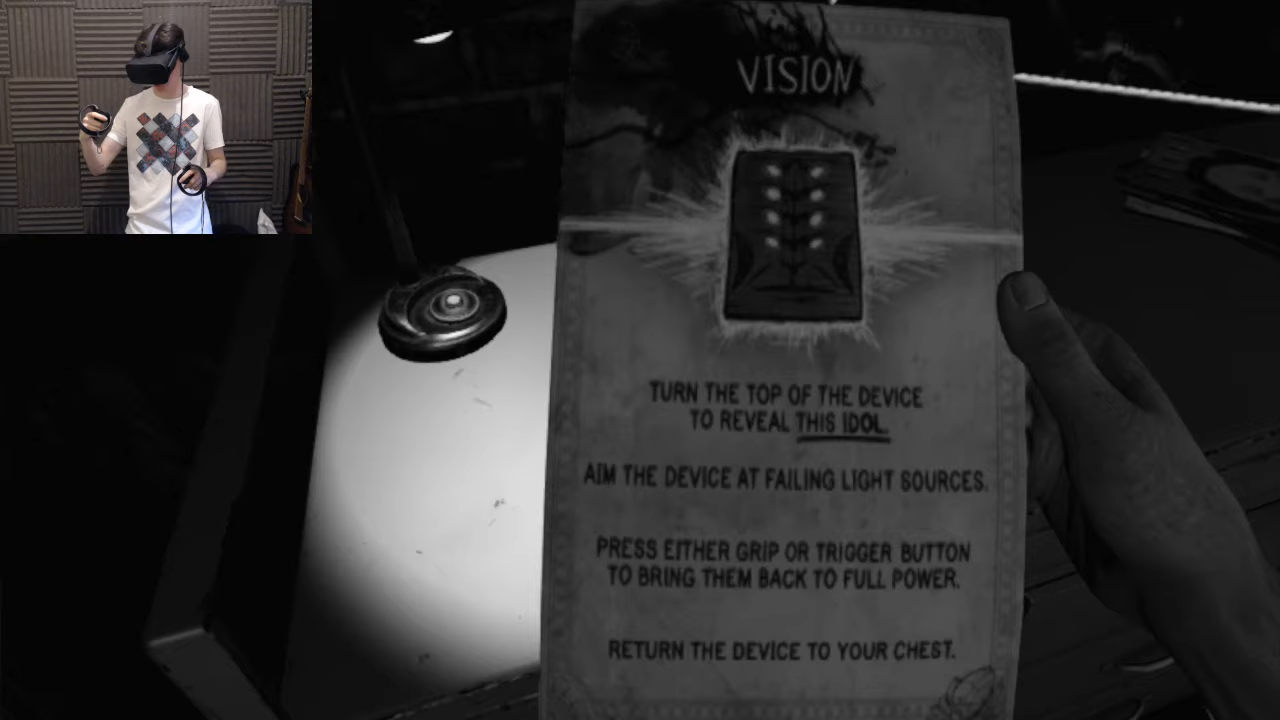 VISION
TURN THE TOP OF THE DEVICE
TO REVEAL THIS IDOL.
AIM THE DEVICE AT FAILING LIGHT SOURCES.
PRESS EITHER GRIP OR TRIGGER BUTTON
TO BRING THEM BACK TO FULL POWER.
RETURN THE DEVICE TO YOUR CHEST.